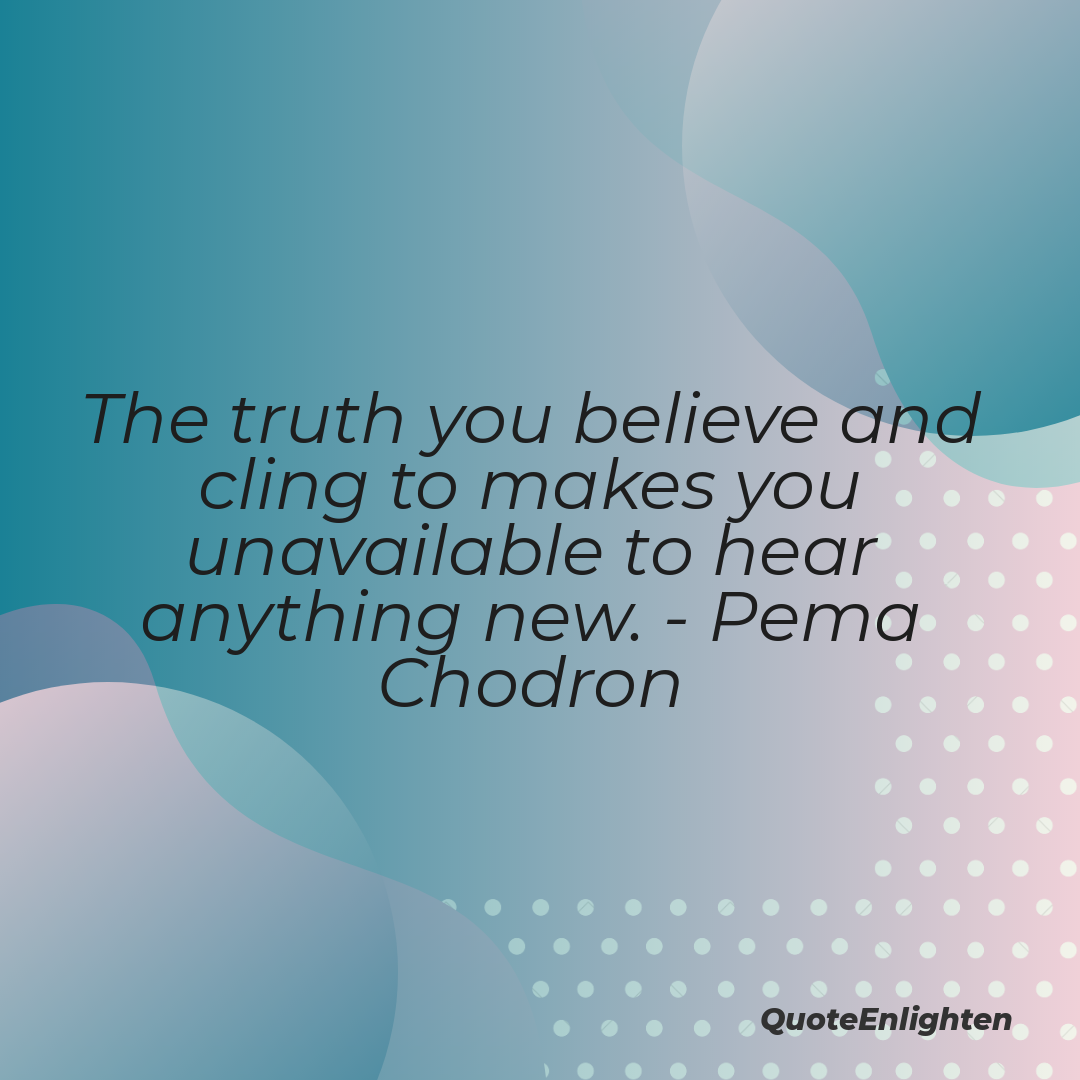 The truth you believe and
cling to makes you
unavailable to hear
anything new. - Pema
Chodron
QuoteEnlighten